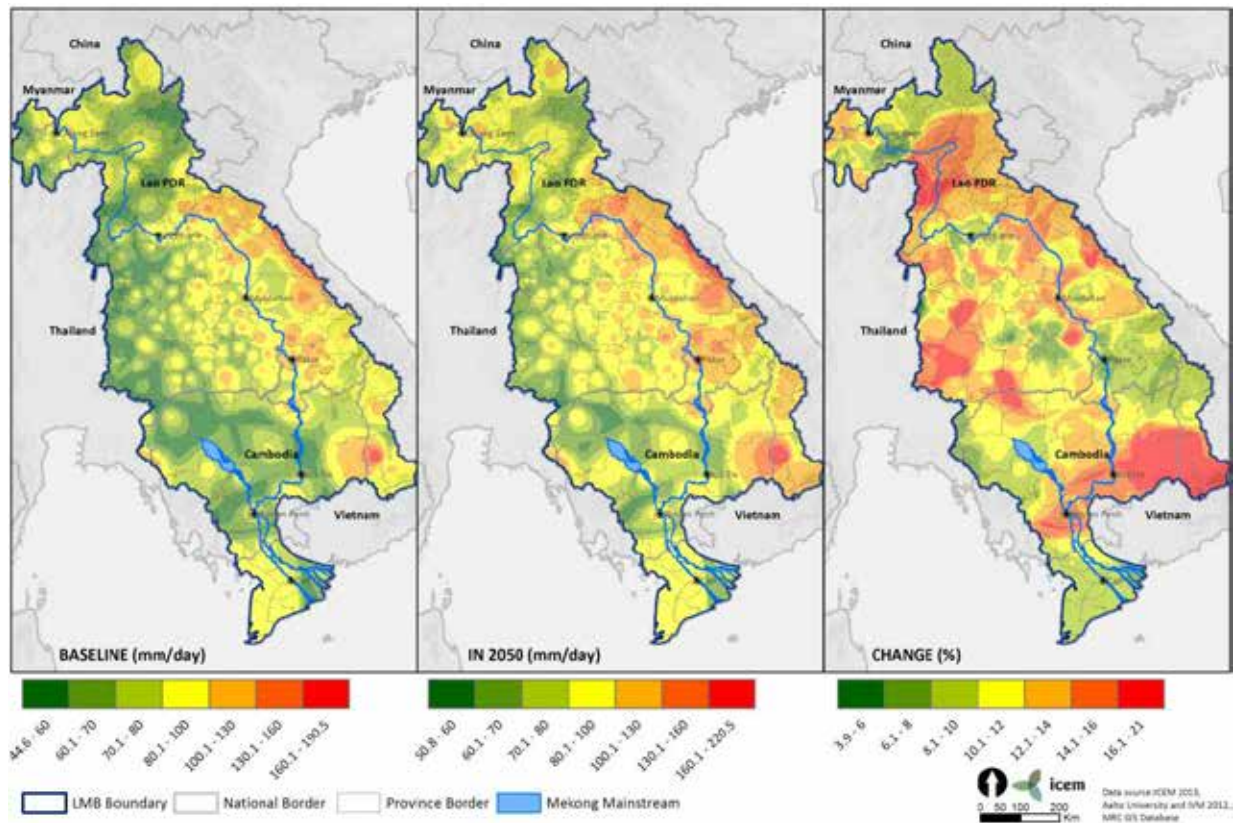 China
Myanmar
Lao PDR
Thailand
Cambodia
Vietnam
BASELINE (mm/day)
China
Myanmar
Lao PDR
Thailand
Cambodia
Vietnam
IN 2050 (mm/day)
China
Myanmar
Lao PDR
Thailand
Cambodia
Vietnam
CHANGE (%)
44.6 - 60
60.1 - 70
70.1 - 80
80.1 - 100
100.1 - 130
130.1 - 160
160.1 - 190.5
50.8 - 60
60.1 - 70
70.1 - 80
80.1 - 100
100.1 - 130
130.1 - 160
160.1 - 220.5
3.9 - 6
6.1 - 8
8.1 - 10
10.1 - 12
12.1 - 14
14.1 - 16
16.1 - 21
LMB Boundary
National Border
Province Border
Mekong Mainstream
icem
0 50 100 200
Km
Data source: ICEM 2013,
Aalto University and IVM 2012,
MRC GIS Database